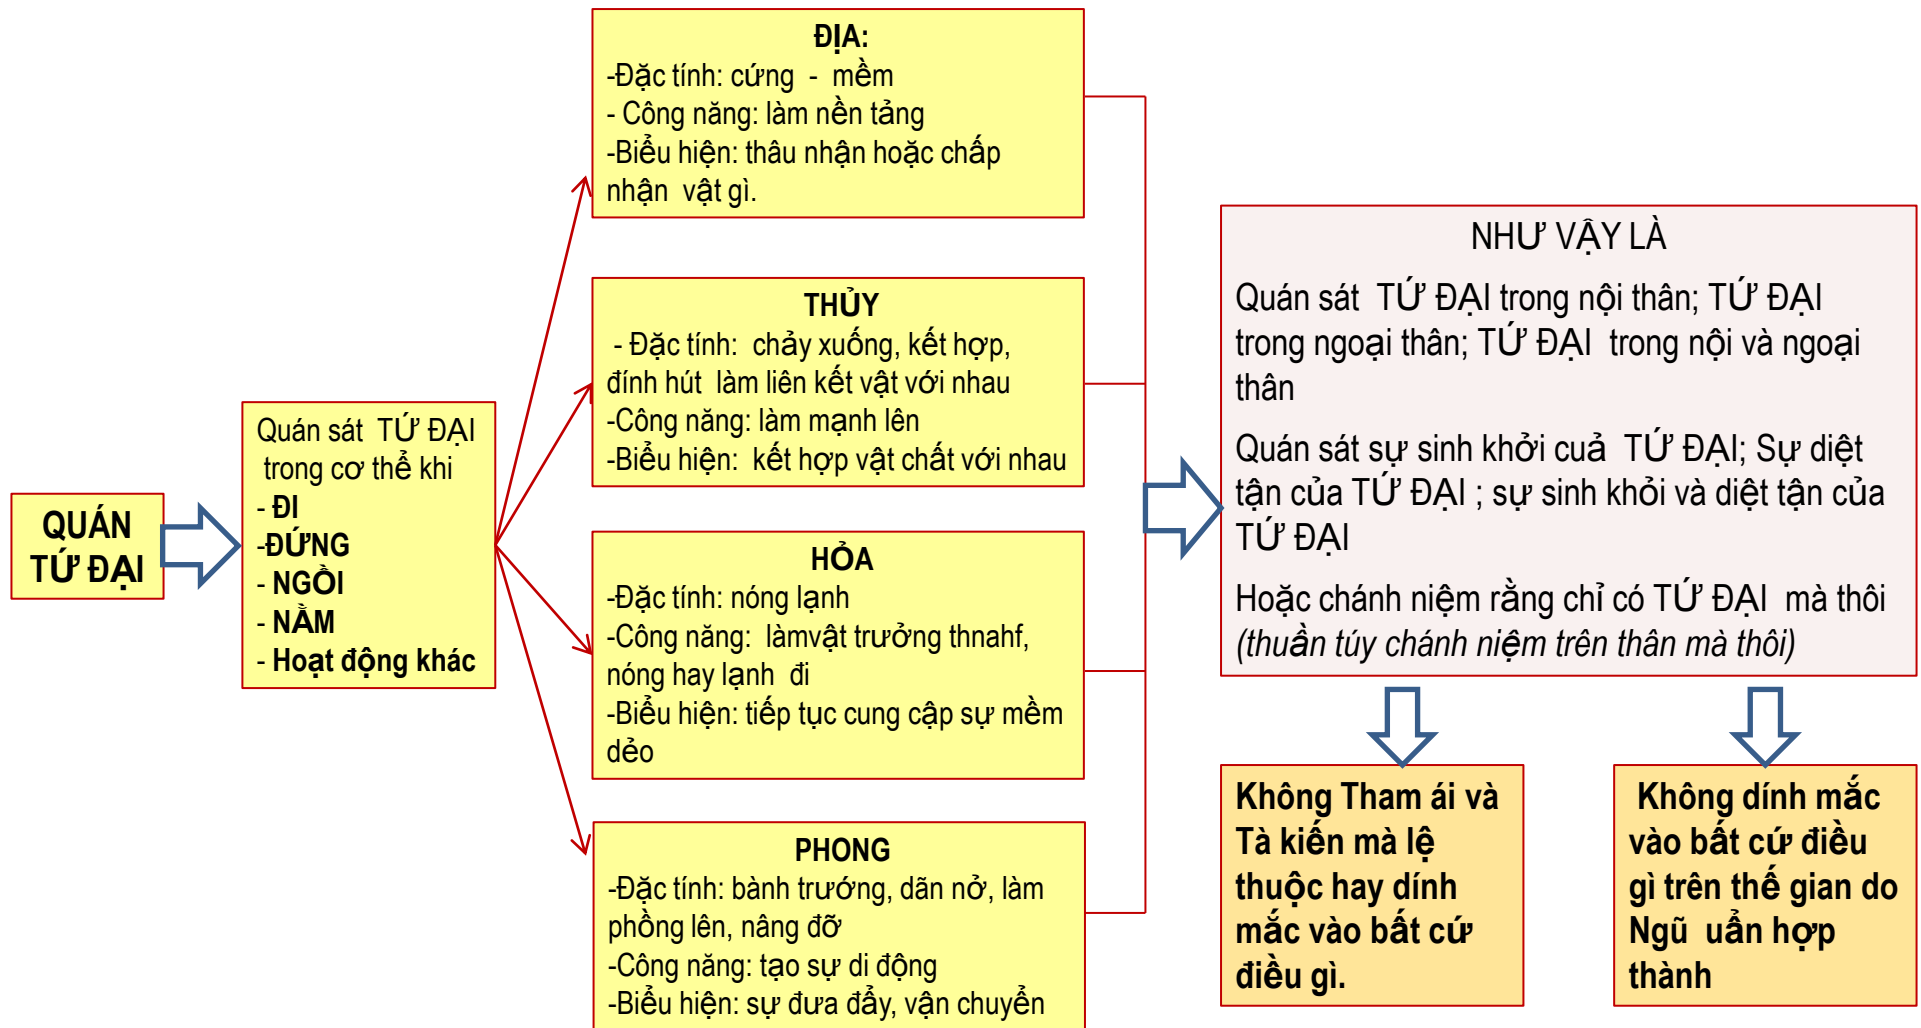 QUÁN
TỨ ĐẠI
Quán sát TỨ ĐẠI
trong cơ thể khi
- ĐI
-ĐỨNG
- NGỒI
- NẰM
- Hoạt động khác
ĐỊA:
-Đặc tính: cứng - mềm
- Công năng: làm nền tảng
-Biểu hiện: thâu nhận hoặc chấp
nhận vật gì.
THỦY
- Đặc tính: chảy xuống, kết hợp,
đính hút làm liên kết vật với nhau
-Công năng: làm mạnh lên
-Biểu hiện: kết hợp vật chất với nhau
HỎA
-Đặc tính: nóng lạnh
-Công năng: làmvật trưởng thnahf,
nóng hay lạnh đi
-Biểu hiện: tiếp tục cung cập sự mềm
dẻo
PHONG
-Đặc tính: bành trướng, dãn nở, làm
phồng lên, nâng đỡ
-Công năng: tạo sự di động
-Biểu hiện: sự đưa đẩy, vận chuyển
NHƯ VẬY LÀ
Quán sát TỨ ĐẠI trong nội thân; TỨ ĐẠI
trong ngoại thân; TỨ ĐẠI trong nội và ngoại
thân
Quán sát sự sinh khởi cuả TỨ ĐẠI; Sự diệt
tận của TỨ ĐẠI ; sự sinh khỏi và diệt tận của
TỨ ĐẠI
Hoặc chánh niệm rằng chỉ có TỨ ĐẠI mà thôi
(thuần túy chánh niệm trên thân mà thôi)
Không Tham ái và
Tà kiến mà lệ
thuộc hay dính
mắc vào bất cứ
điều gì.
Không dính mắc
vào bất cứ điều
gì trên thế gian do
Ngũ uẩn hợp
thành